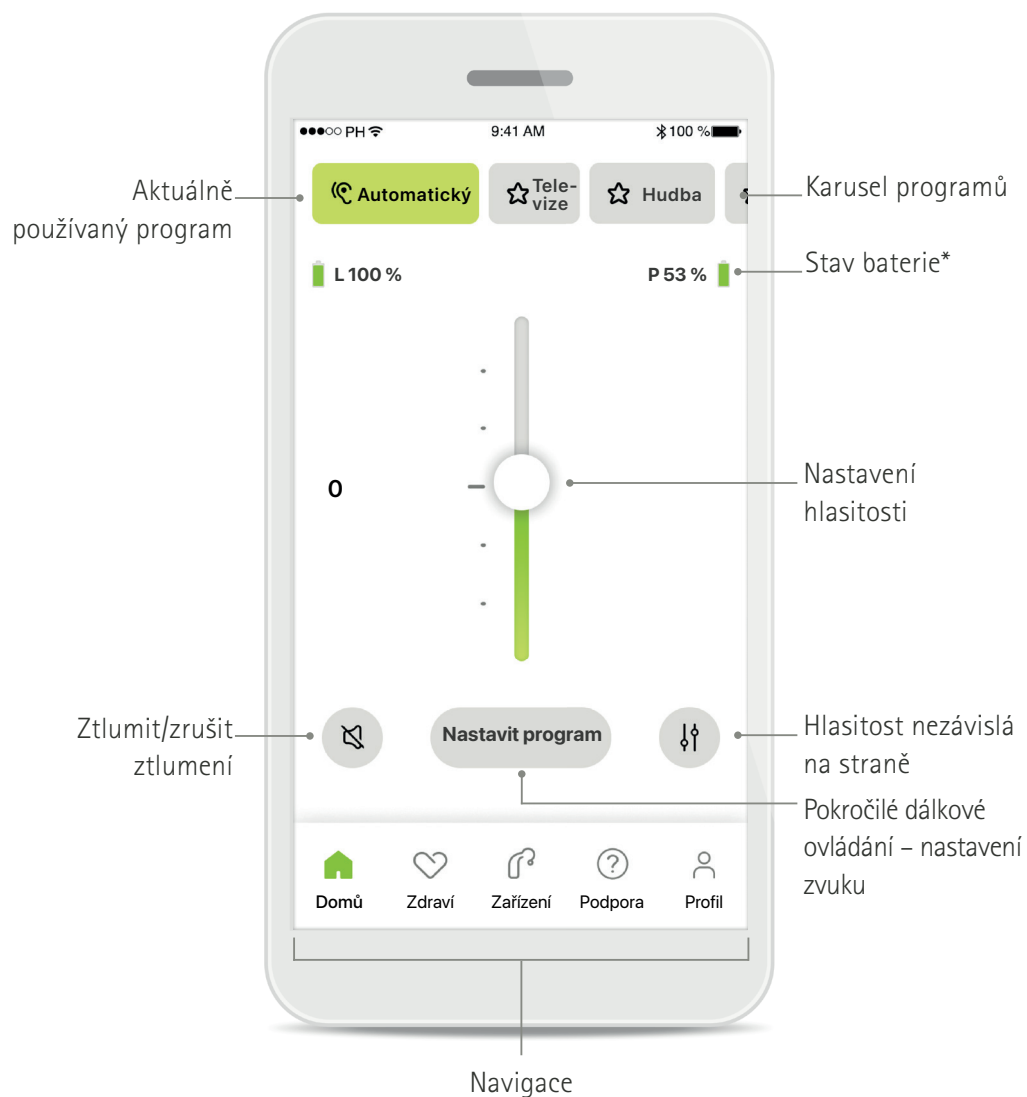 PH 9:41 AM 100 %
Aktuálně
používaný program
Automatický
Tele-
vize
Hudba
Karusel programů
L 100 %
P 53 %
Stav baterie*
0
Nastavení
hlasitosti
Ztlumit/zrušit
ztlumení
Nastavit program
Hlasitost nezávislá
na straně
Pokročilé dálkové
ovládání – nastavení
zvuku
Domů Zdraví Zařízení Podpora Profil
Navigace